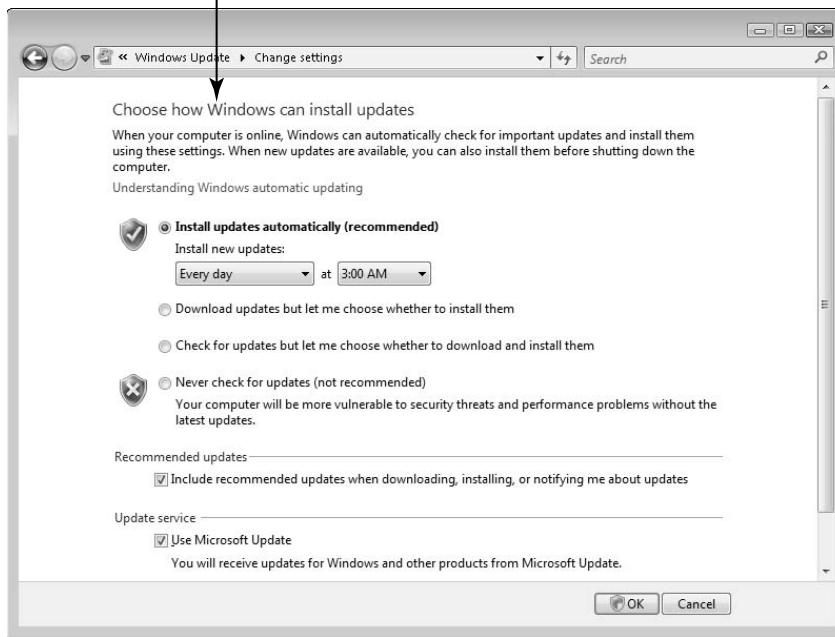 « Windows Update ▸ Change settings
Search
Choose how Windows can install updates
When your computer is online, Windows can automatically check for important updates and install them
using these settings. When new updates are available, you can also install them before shutting down the
computer.
Understanding Windows automatic updating
Install updates automatically (recommended)
Install new updates:
Every day at 3:00 AM
Download updates but let me choose whether to install them
Check for updates but let me choose whether to download and install them
Never check for updates (not recommended)
Your computer will be more vulnerable to security threats and performance problems without the
latest updates.
Recommended updates
Include recommended updates when downloading, installing, or notifying me about updates
Update service
Use Microsoft Update
You will receive updates for Windows and other products from Microsoft Update.
OK Cancel